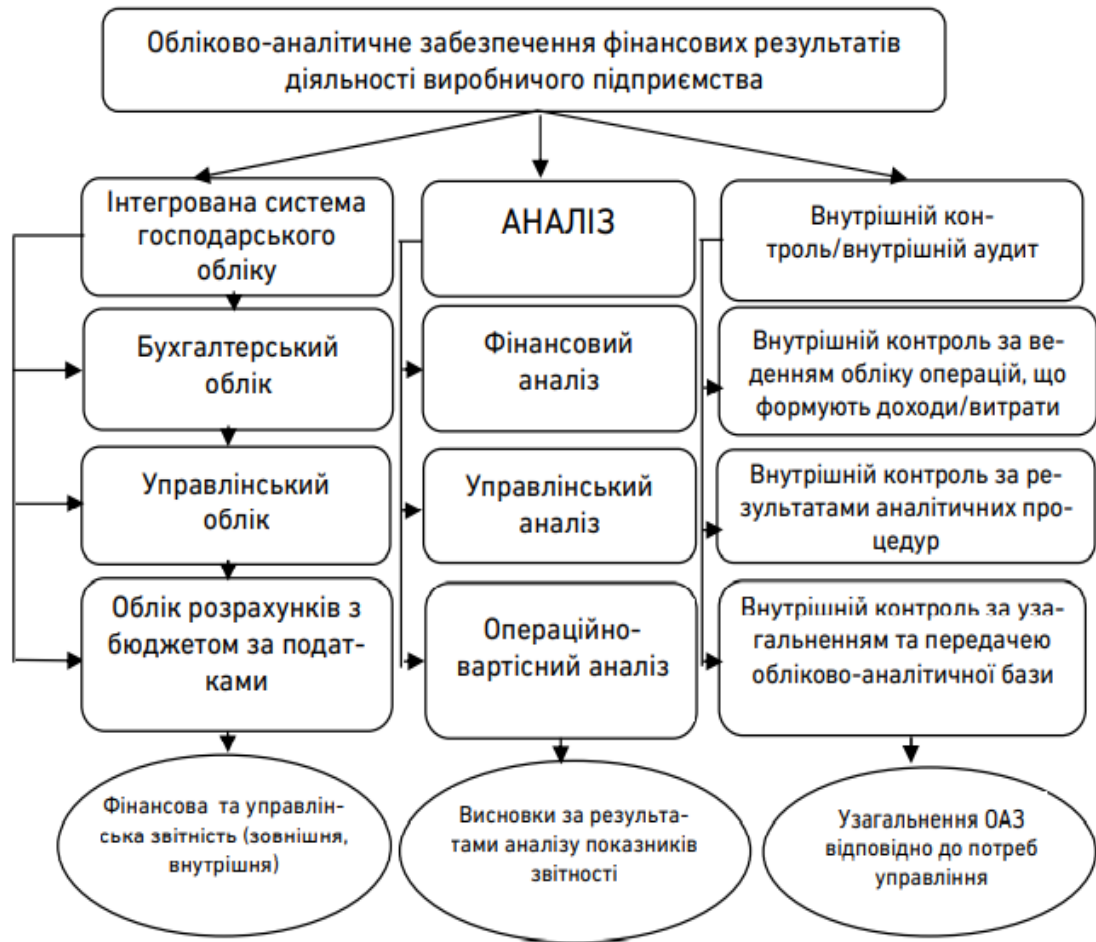 Обліково-аналітичне забезпечення фінансових результатів
діяльності виробничого підприємства
Інтегрована система
господарського
обліку
АНАЛІЗ
Внутрішній кон-
троль/внутрішній аудит
Бухгалтерський
облік
Фінансовий
аналіз
Внутрішній контроль за ве-
денням обліку операцій, що
формують доходи/витрати
Управлінський
облік
Управлінський
аналіз
Внутрішній контроль за ре-
зультатами аналітичних про-
цедур
Облік розрахунків з
бюджетом за подат-
ками
Операційно-
вартісний аналіз
Внутрішній контроль за уза-
гальненням та передачею
обліково-аналітичної бази
Фінансова та управлін-
ська звітність (зовнішня,
внутрішня)
Висновки за результа-
тами аналізу показників
звітності
Узагальнення ОАЗ
відповідно до потреб
управління